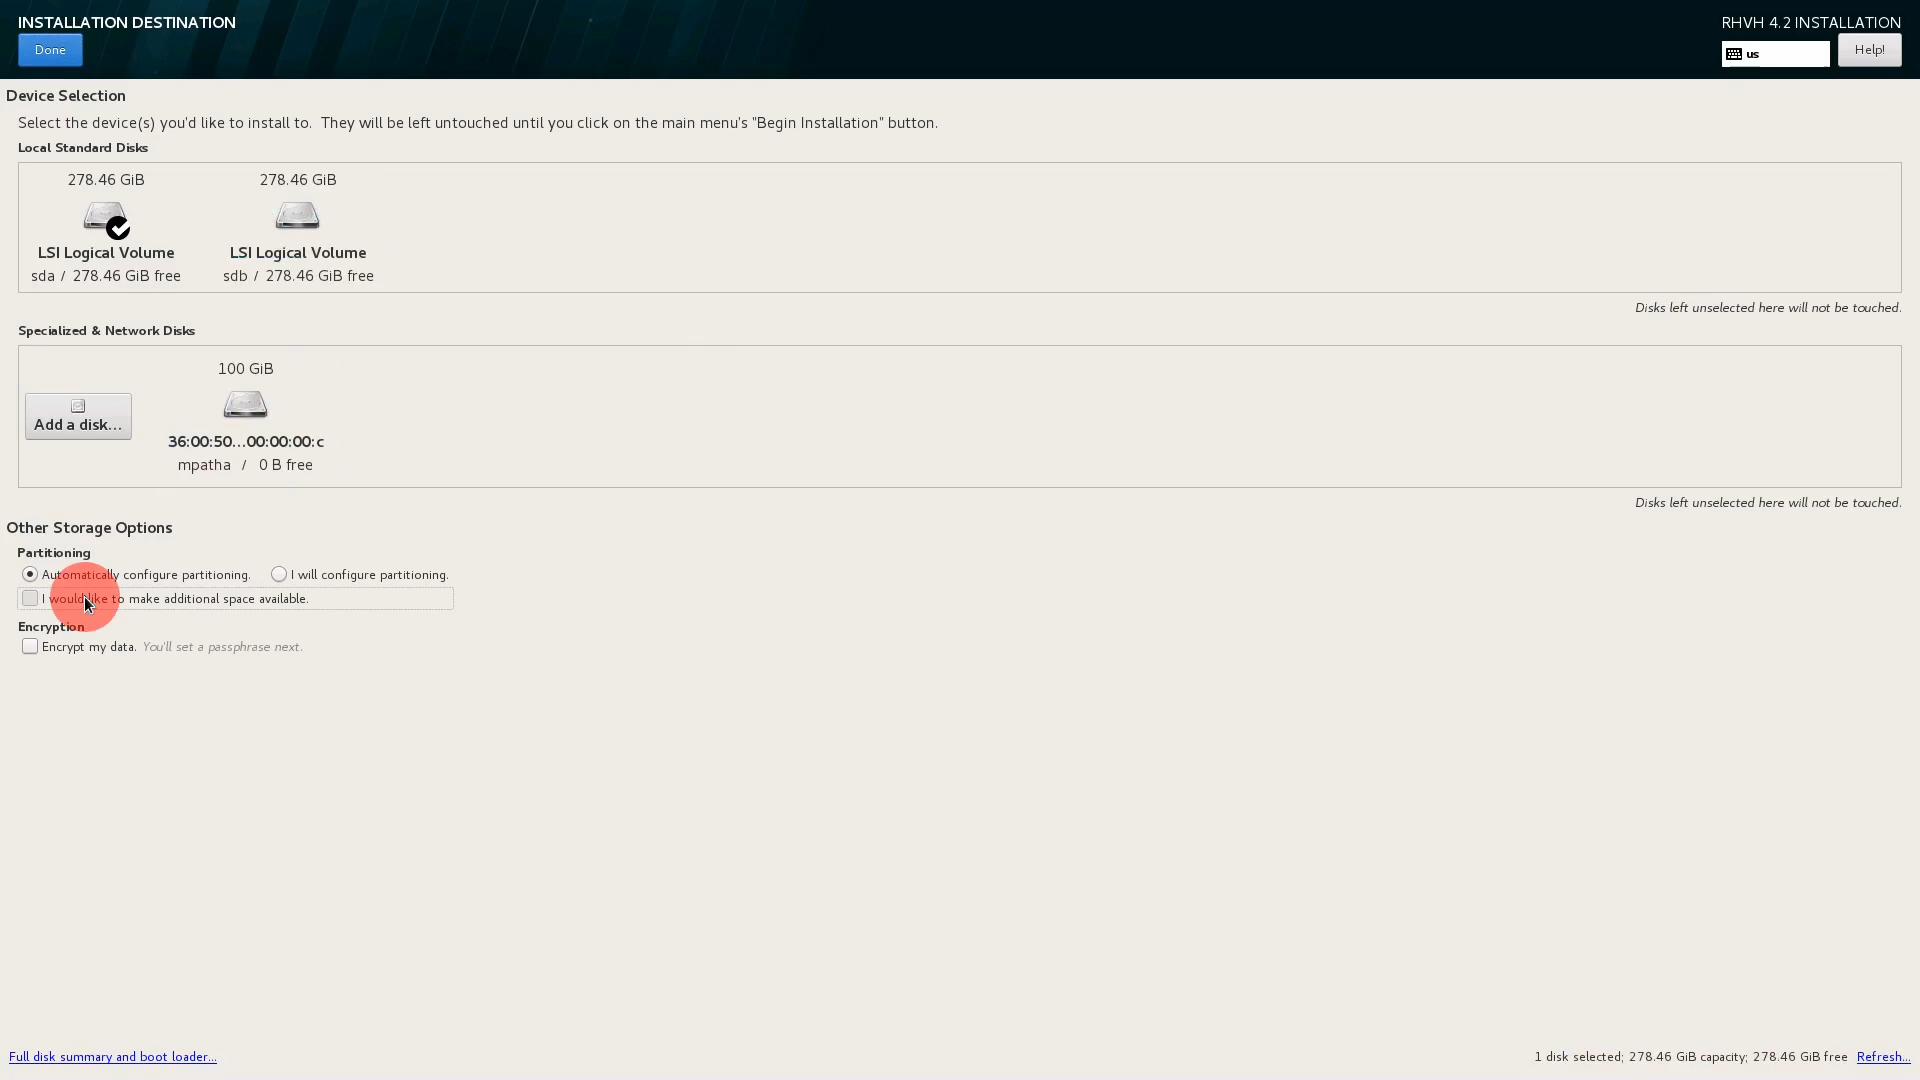 INSTALLATION DESTINATION
RHVH 4.2 INSTALLATION
Done
us
Help!
Device Selection
Select the device(s) you'd like to install to. They will be left untouched until you click on the main menu's "Begin Installation" button.
Local Standard Disks
278.46 GiB
278.46 GiB
LSI Logical Volume
LSI Logical Volume
sda / 278.46 GiB free
sdb / 278.46 GiB free
Disks left unselected here will not be touched.
Specialized & Network Disks
100 GiB
Add a disk...
36:00:50...00:00:00:c
mpatha / 0 B free
Disks left unselected here will not be touched.
Other Storage Options
Partitioning
Automatically configure partitioning.
I will configure partitioning.
I would like to make additional space available.
Encryption
Encrypt my data. You'll set a passphrase next.
Full disk summary and boot loader...
1 disk selected; 278.46 GiB capacity; 278.46 GiB free Refresh...